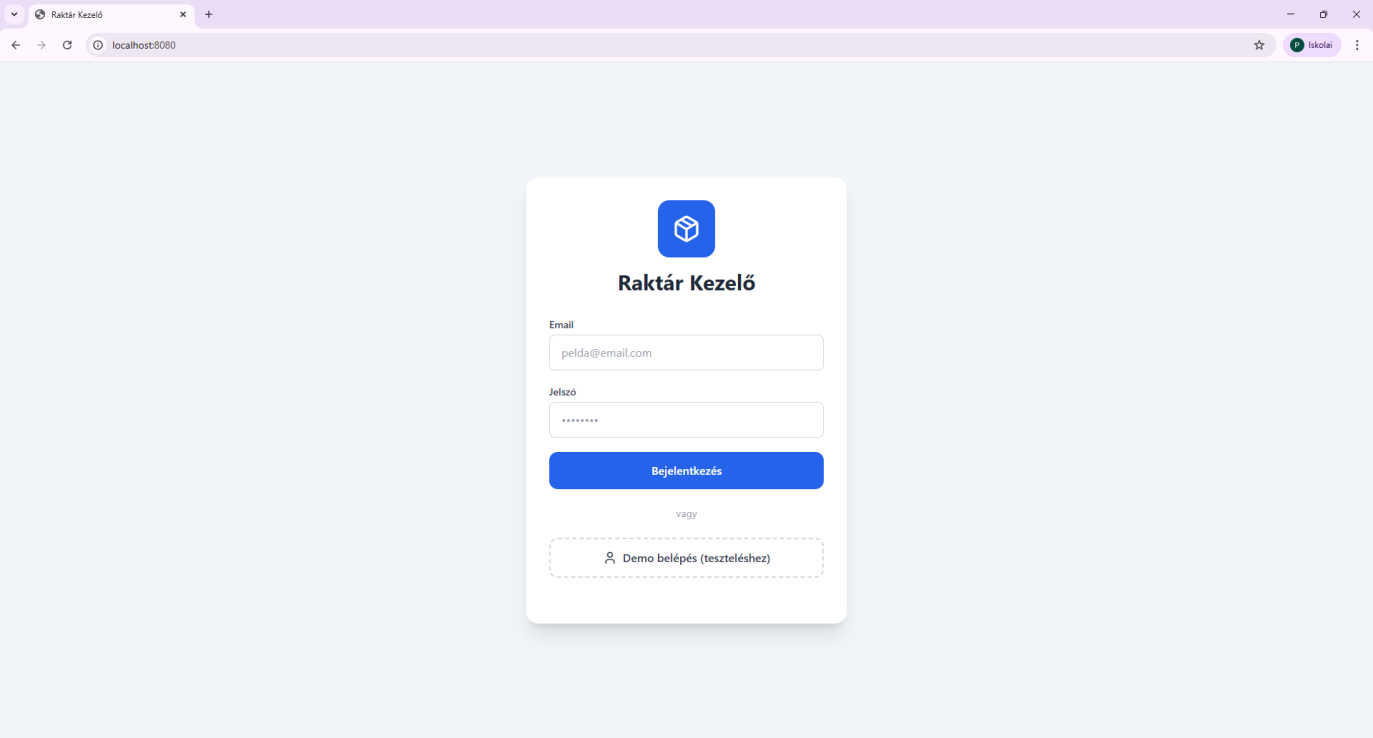 Raktár Kezelő
localhost:8080
P Iskolai
Raktár Kezelő
Email
pelda@email.com
Jelszó
••••••••
Bejelentkezés
vagy
Demo belépés (teszteléshez)